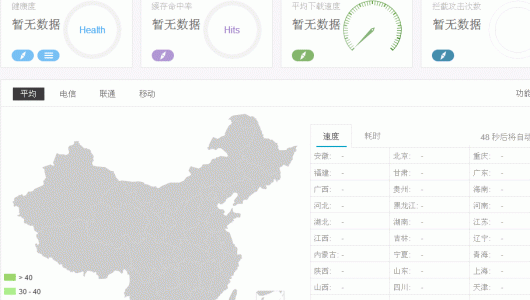 健康度 缓存命中率 平均下载速度 拦截攻击次数
暂无数据 Health 暂无数据 Hits 暂无数据 暂无数据
平均 电信 联通 移动 功能
速度 耗时 48 秒后将自动
安徽: - 北京: - 重庆: -
福建: - 甘肃: - 广东: -
广西: - 贵州: - 海南: -
河北: - 黑龙江: - 河南: -
湖北: - 湖南: - 江苏: -
江西: - 吉林: - 辽宁: -
内蒙古: - 宁夏: - 青海: -
陕西: - 山东: - 上海: -
山西: - 四川: - 天津: -
> 40
30 - 40